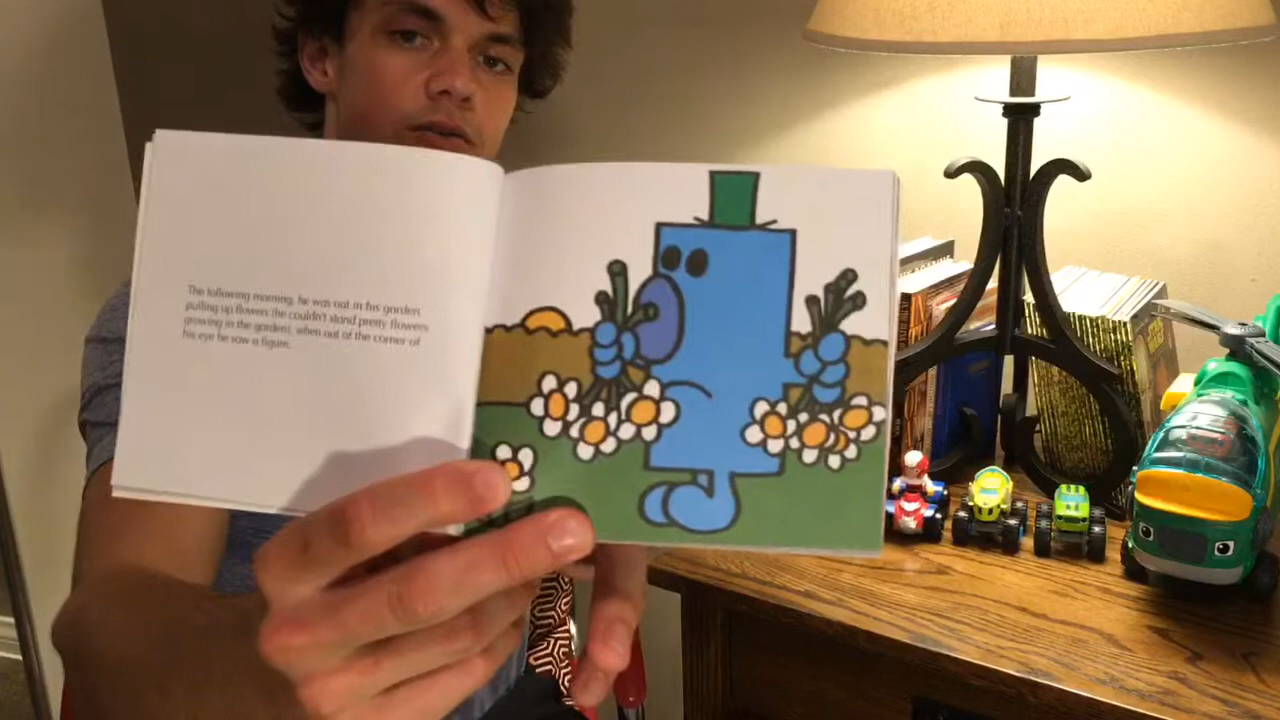 The following morning, he was out in his garden
pulling up flowers (he couldn't stand pretty flowers
growing in the garden), when out of the corner of
his eye he saw a figure.